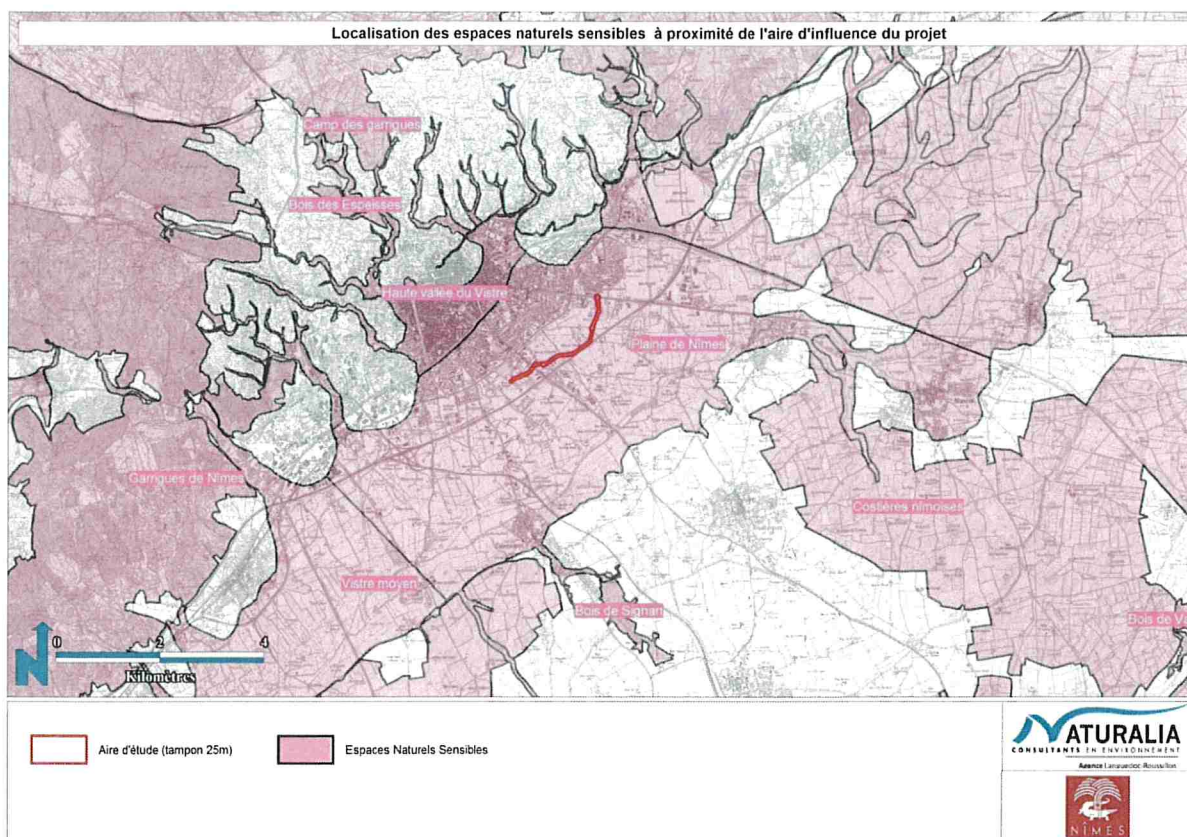 Localisation des espaces naturels sensibles à proximité de l'aire d'influence du projet
Camp des garrigues
Bois des Espeisses
Haute vallée du Vistre
Plaine de Nîmes
Garrigues de Nîmes
Costières nîmoises
Vistre moyen
Bois de Signan
Bois de Va
0 2 4
Kilomètres
N
Aire d'étude (tampon 25m)
Espaces Naturels Sensibles
NATURALIA
CONSULTANTS EN ENVIRONNEMENT
Agence Languedoc-Roussillon
NÎMES